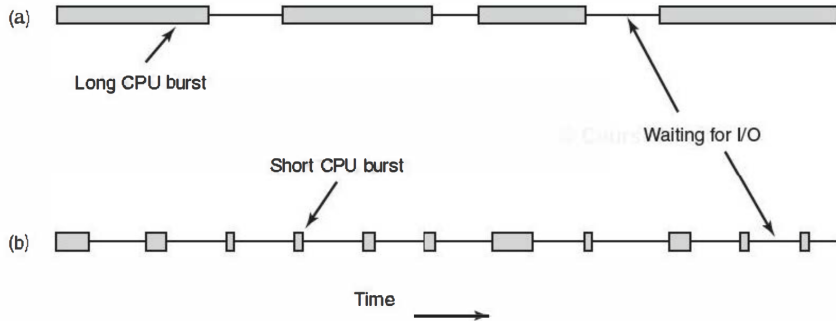 (a)
Long CPU burst
Waiting for I/O
Short CPU burst
(b)
Time